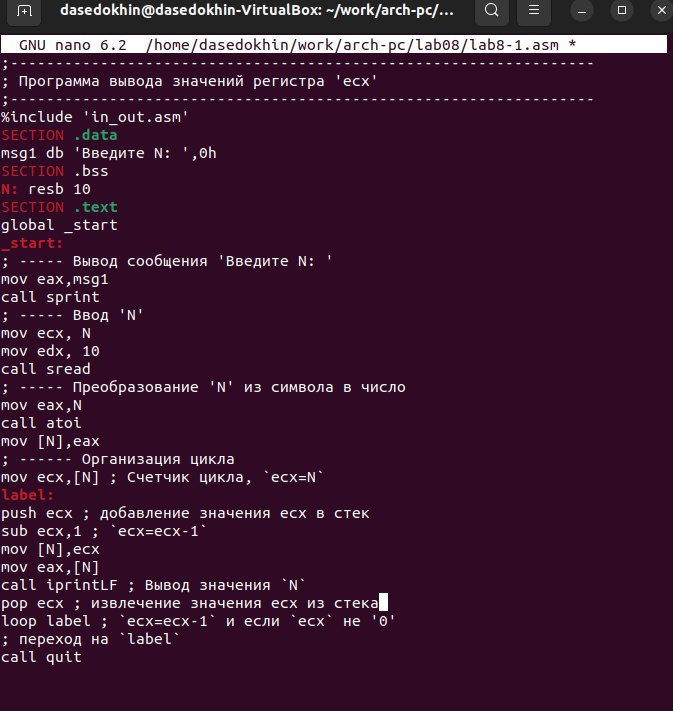 dasedokhin@dasedokhin-VirtualBox: ~/work/arch-pc/...
GNU nano 6.2 /home/dasedokhin/work/arch-pc/lab08/lab8-1.asm *
;-----------------------------------------------------------------
; Программа вывода значений регистра 'ecx'
;-----------------------------------------------------------------
%include 'in_out.asm'
SECTION .data
msg1 db 'Введите N: ',0h
SECTION .bss
N: resb 10
SECTION .text
global _start
_start:
; ----- Вывод сообщения 'Введите N: '
mov eax,msg1
call sprint
; ----- Ввод 'N'
mov ecx, N
mov edx, 10
call sread
; ----- Преобразование 'N' из символа в число
mov eax,N
call atoi
mov [N],eax
; ------ Организация цикла
mov ecx,[N] ; Счетчик цикла, `ecx=N`
label:
push ecx ; добавление значения ecx в стек
sub ecx,1 ; `ecx=ecx-1`
mov [N],ecx
mov eax,[N]
call iprintLF ; Вывод значения `N`
pop ecx ; извлечение значения ecx из стека
loop label ; `ecx=ecx-1` и если `ecx` не '0'
; переход на `label`
call quit